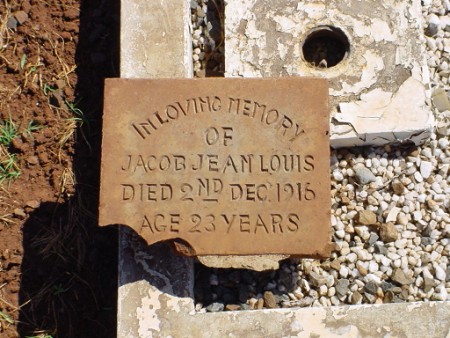 IN LOVING MEMORY
OF
JACOB JEAN LOUIS
DIED 2ND DEC. 1916
AGE 23 YEARS